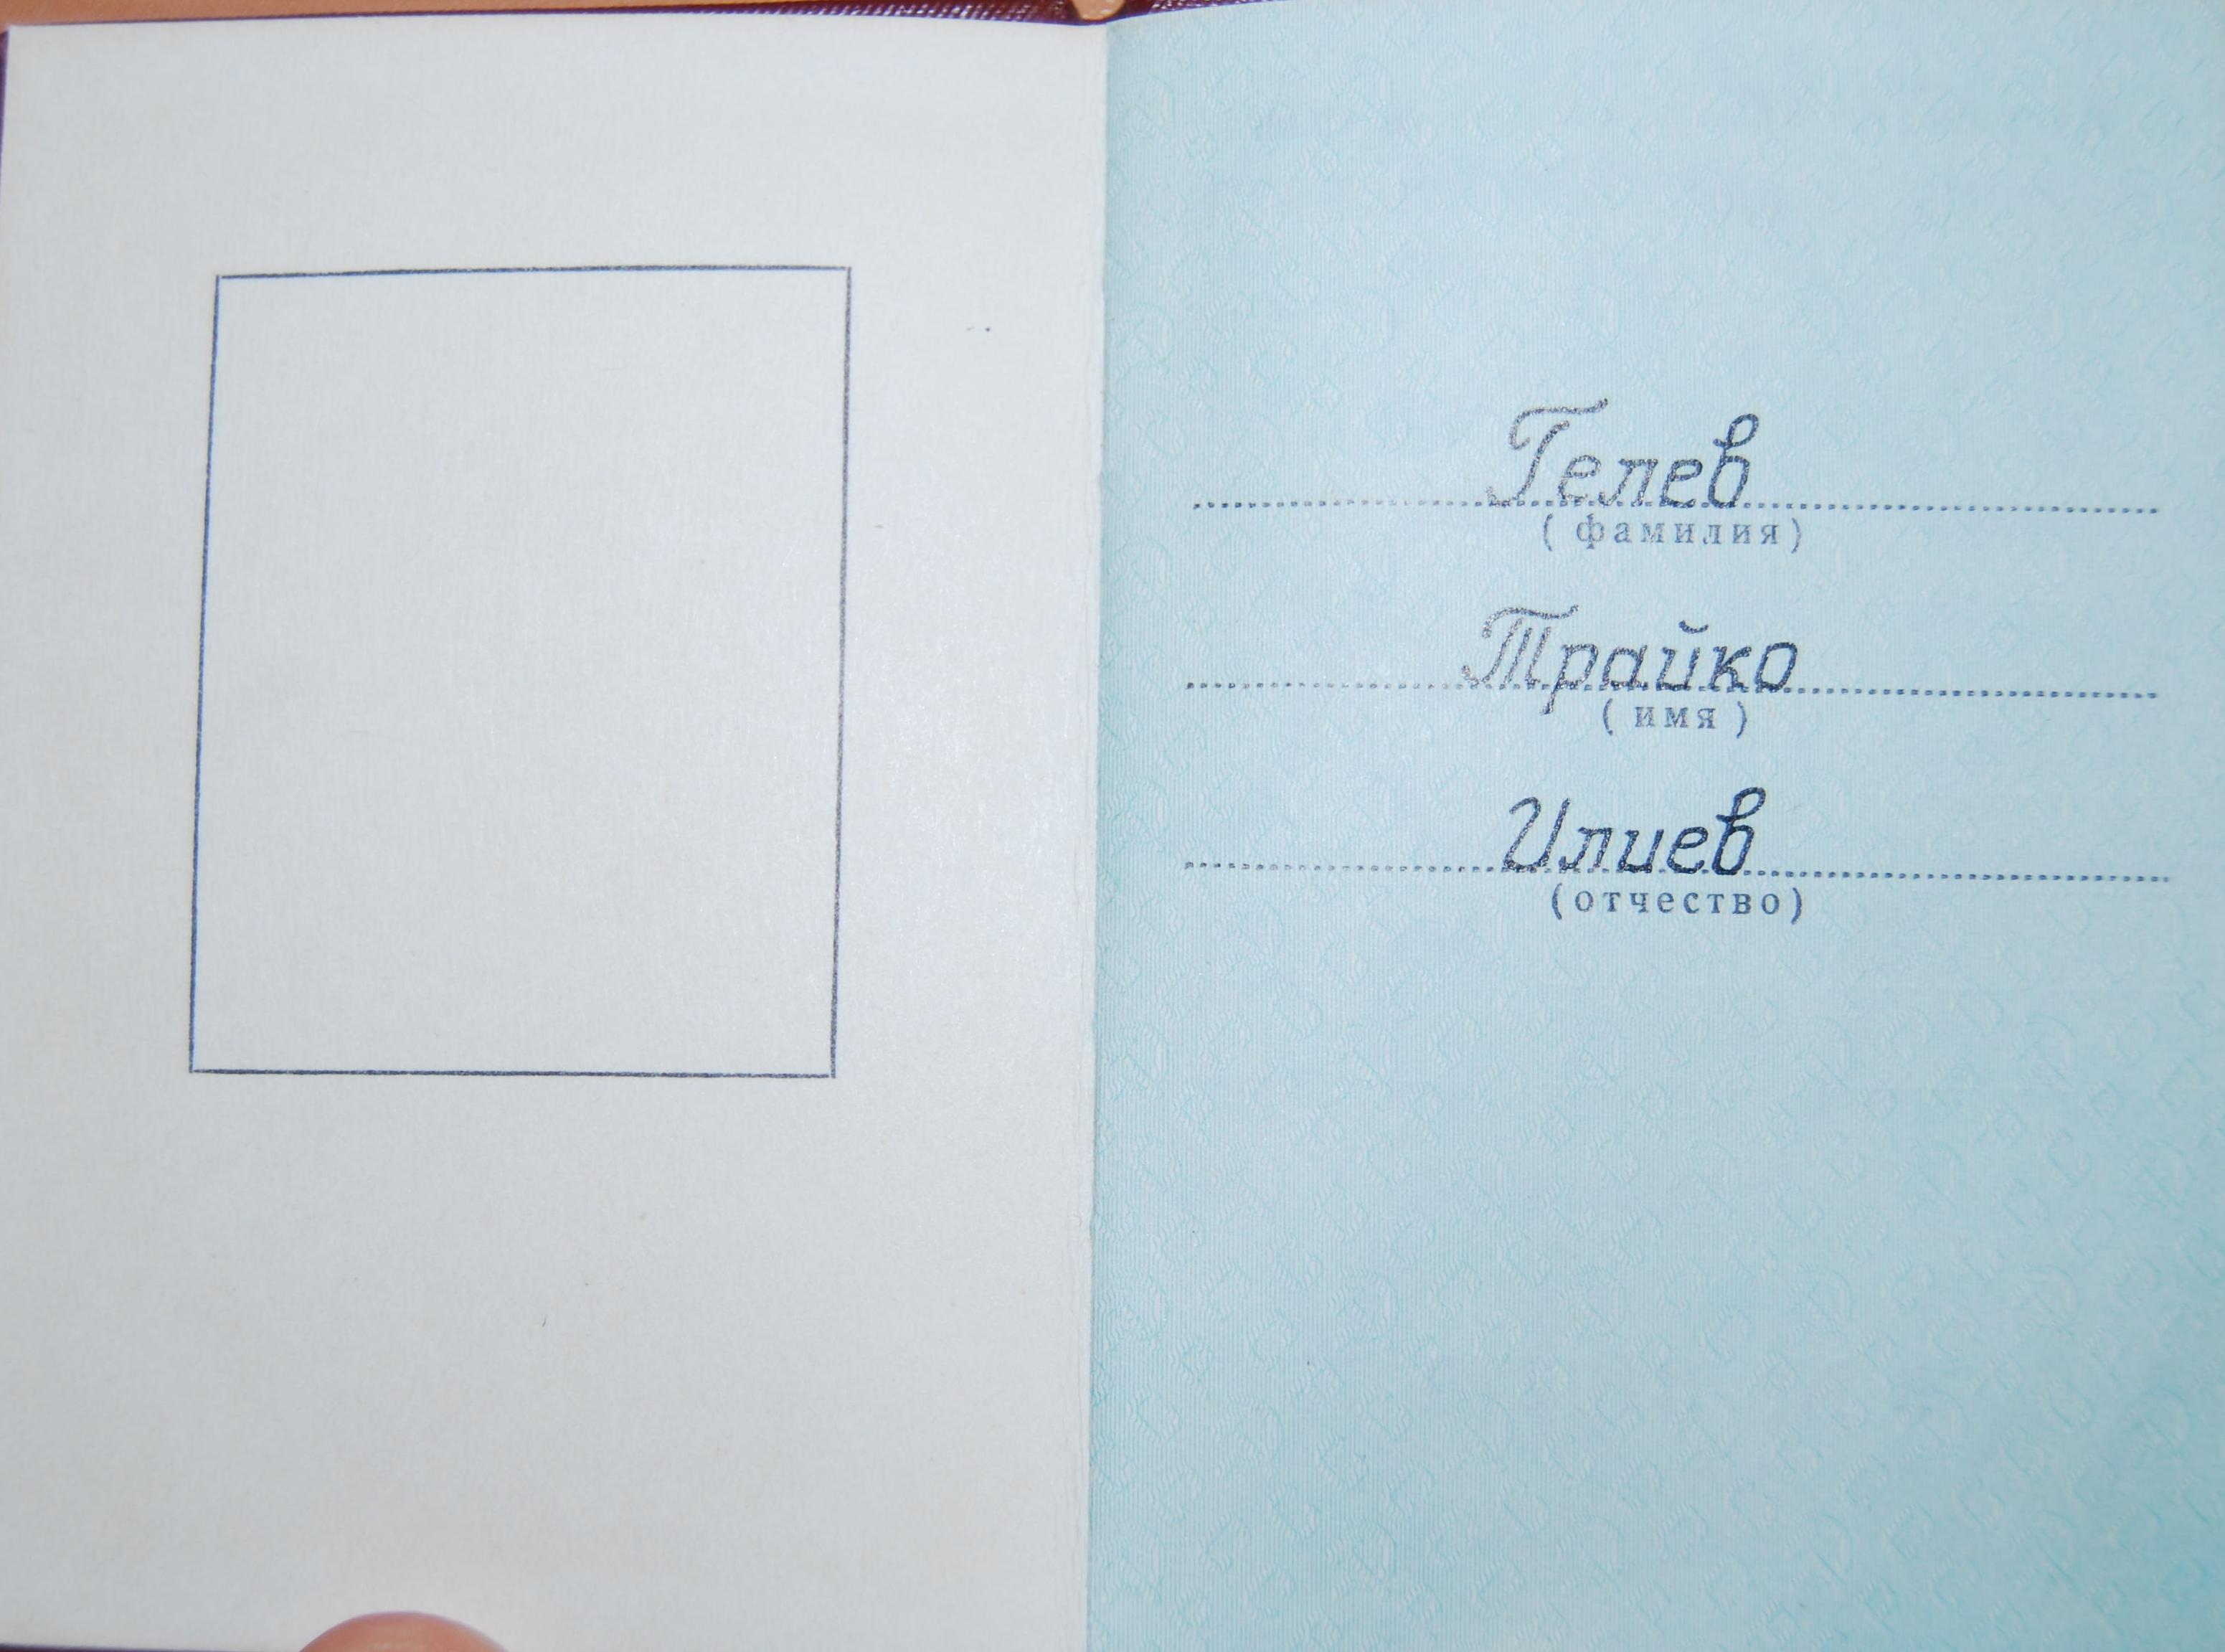 Гелев
( фамилия )
Трайко
( имя )
Илиев
(отчество)